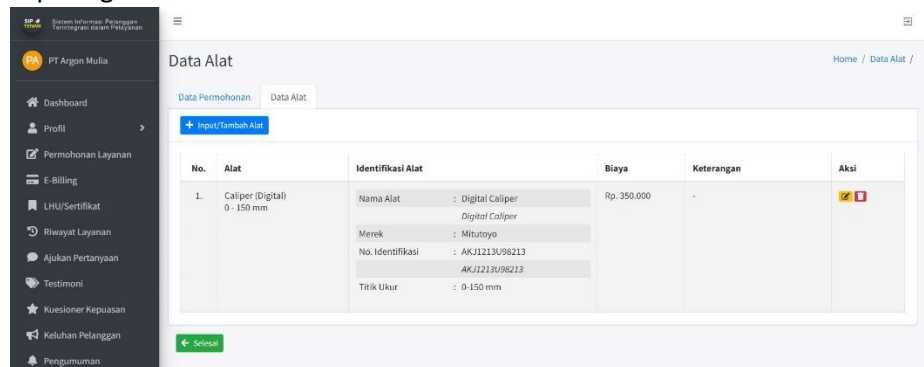 SIP #
TENAN
Sistem Informasi Pelanggan
Terintegrasi dalam Pelayanan
PA PT Argon Mulia
Dashboard
Profil
Permohonan Layanan
E-Billing
LHU/Sertifikat
Riwayat Layanan
Ajukan Pertanyaan
Testimoni
Kuesioner Kepuasan
Keluhan Pelanggan
Pengumuman
Data Alat
Home / Data Alat /
Data Permohonan Data Alat
+ Input/Tambah Alat
No. Alat Identifikasi Alat Biaya Keterangan Aksi
1. Caliper (Digital)
0 - 150 mm
Nama Alat : Digital Caliper
Digital Caliper
Merek : Mitutoyo
No. Identifikasi : AKJ1213U98213
AKJ1213U98213
Titik Ukur : 0-150 mm
Rp. 350.000
-
← Selesai